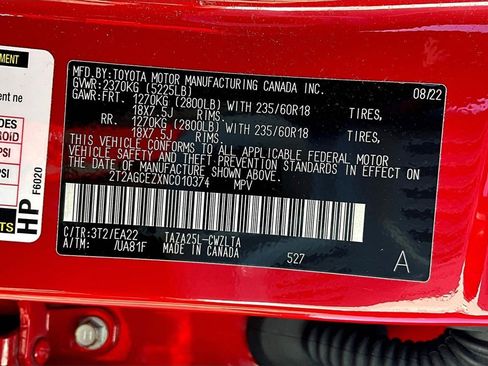 MFD. BY: TOYOTA MOTOR MANUFACTURING CANADA INC.
GVWR: 2370KG (5225LB) 08/22
GAWR: FRT. 1270KG (2800LB) WITH 235/60R18 TIRES,
18X7.5J RIMS.
RR. 1270KG (2800LB) WITH 235/60R18 TIRES,
18X7.5J RIMS.
THIS VEHICLE CONFORMS TO ALL APPLICABLE FEDERAL MOTOR
VEHICLE SAFETY AND THEFT PREVENTION STANDARDS IN EFFECT ON
THE DATE OF MANUFACTURE SHOWN ABOVE.
2T2AGCEZXNC010374 MPV
C/TR: 3T2/EA22 TAZA25L-CWZLTA
A/TM: /UA81F MADE IN CANADA
527
A
HP
F6020
PSI
PSI